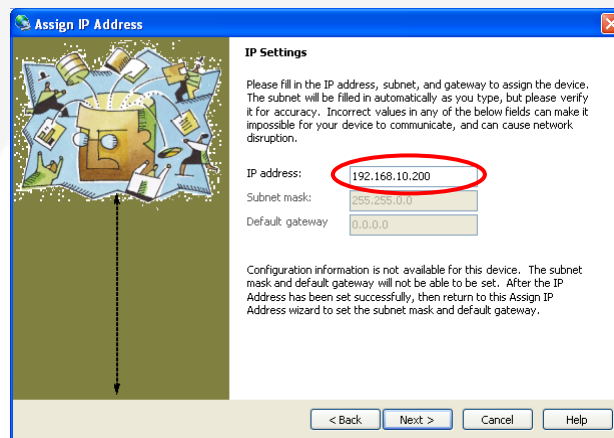 Assign IP Address
IP Settings
Please fill in the IP address, subnet, and gateway to assign the device.
The subnet will be filled in automatically as you type, but please verify
it for accuracy. Incorrect values in any of the below fields can make it
impossible for your device to communicate, and can cause network
disruption.
IP address: 192.168.10.200
Subnet mask: 255.255.0.0
Default gateway 0.0.0.0
Configuration information is not available for this device. The subnet
mask and default gateway will not be able to be set. After the IP
Address has been set successfully, then return to this Assign IP
Address wizard to set the subnet mask and default gateway.
< Back Next > Cancel Help